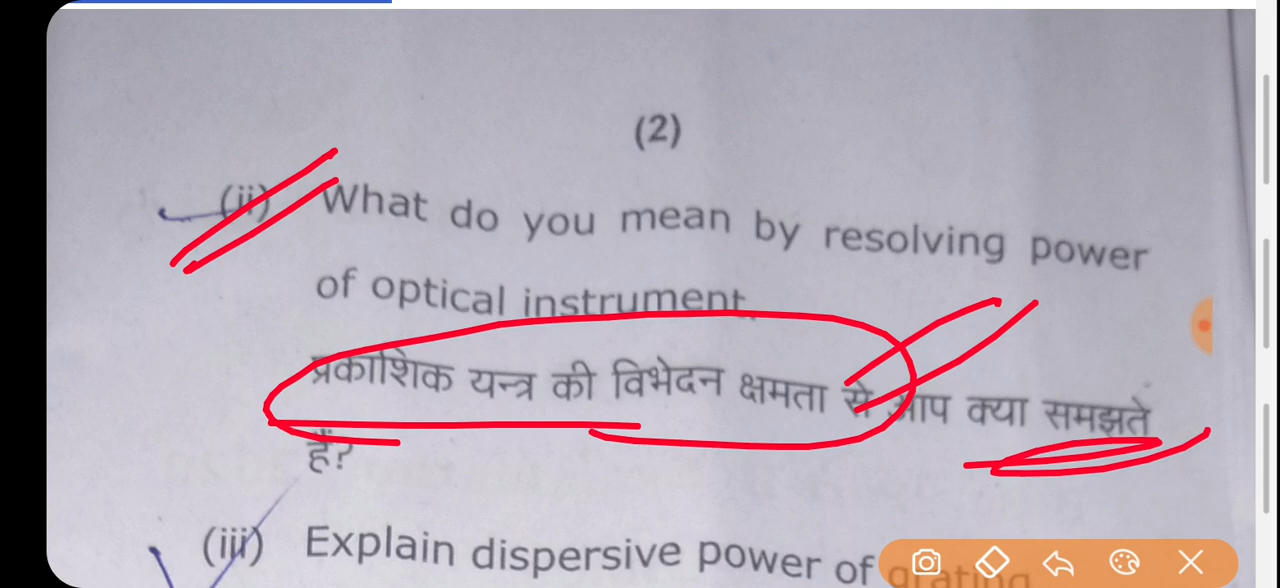 (2)
(ii) What do you mean by resolving power
of optical instrument.
प्रकाशिक यन्त्र की विभेदन क्षमता से आप क्या समझते
हैं?
(iii) Explain dispersive power of grating